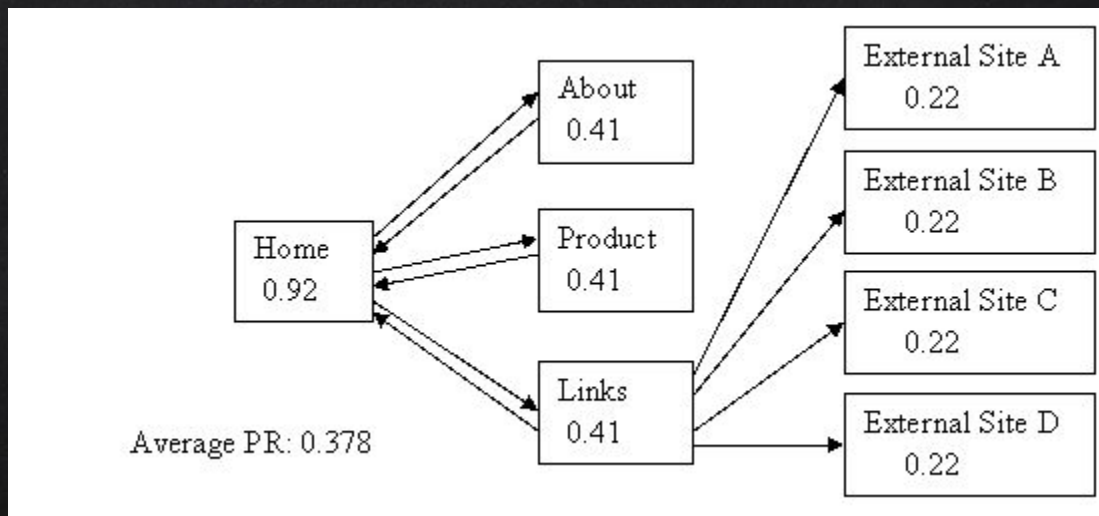 Home
0.92
About
0.41
Product
0.41
Links
0.41
External Site A
0.22
External Site B
0.22
External Site C
0.22
External Site D
0.22
Average PR: 0.378